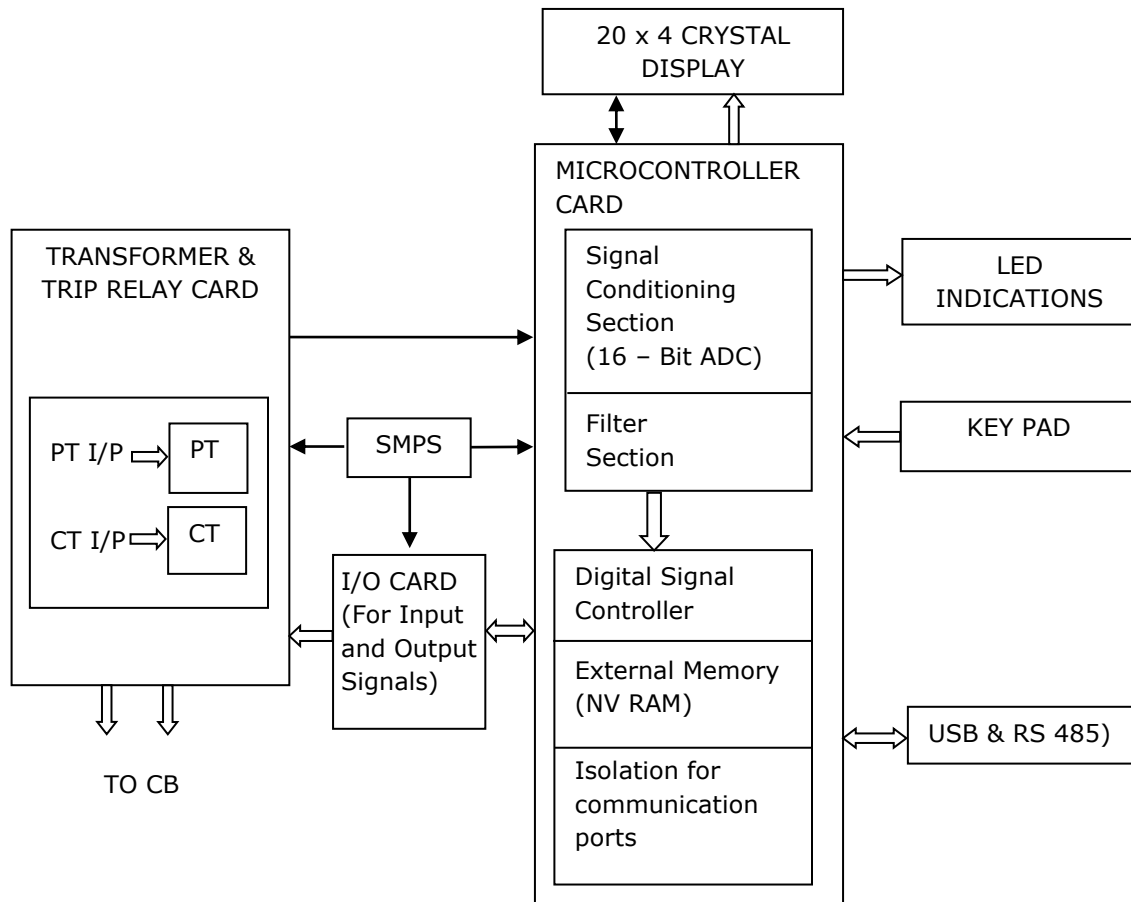 20 x 4 CRYSTAL
DISPLAY
MICROCONTROLLER
CARD
TRANSFORMER &
TRIP RELAY CARD
Signal
Conditioning
Section
(16 – Bit ADC)
LED
INDICATIONS
Filter
Section
KEY PAD
SMPS
PT I/P
PT
CT I/P
CT
I/O CARD
(For Input
and Output
Signals)
Digital Signal
Controller
External Memory
(NV RAM)
USB & RS 485)
Isolation for
communication
ports
TO CB